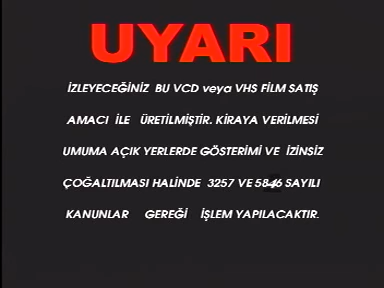 UYARI
İZLEYECEĞİNİZ BU VCD veya VHS FİLM SATIŞ
AMACI İLE ÜRETİLMİŞTİR. KİRAYA VERİLMESİ
UMUMA AÇIK YERLERDE GÖSTERİMİ VE İZİNSİZ
ÇOĞALTILMASI HALİNDE 3257 VE 5846 SAYILI
KANUNLAR GEREĞİ İŞLEM YAPILACAKTIR.